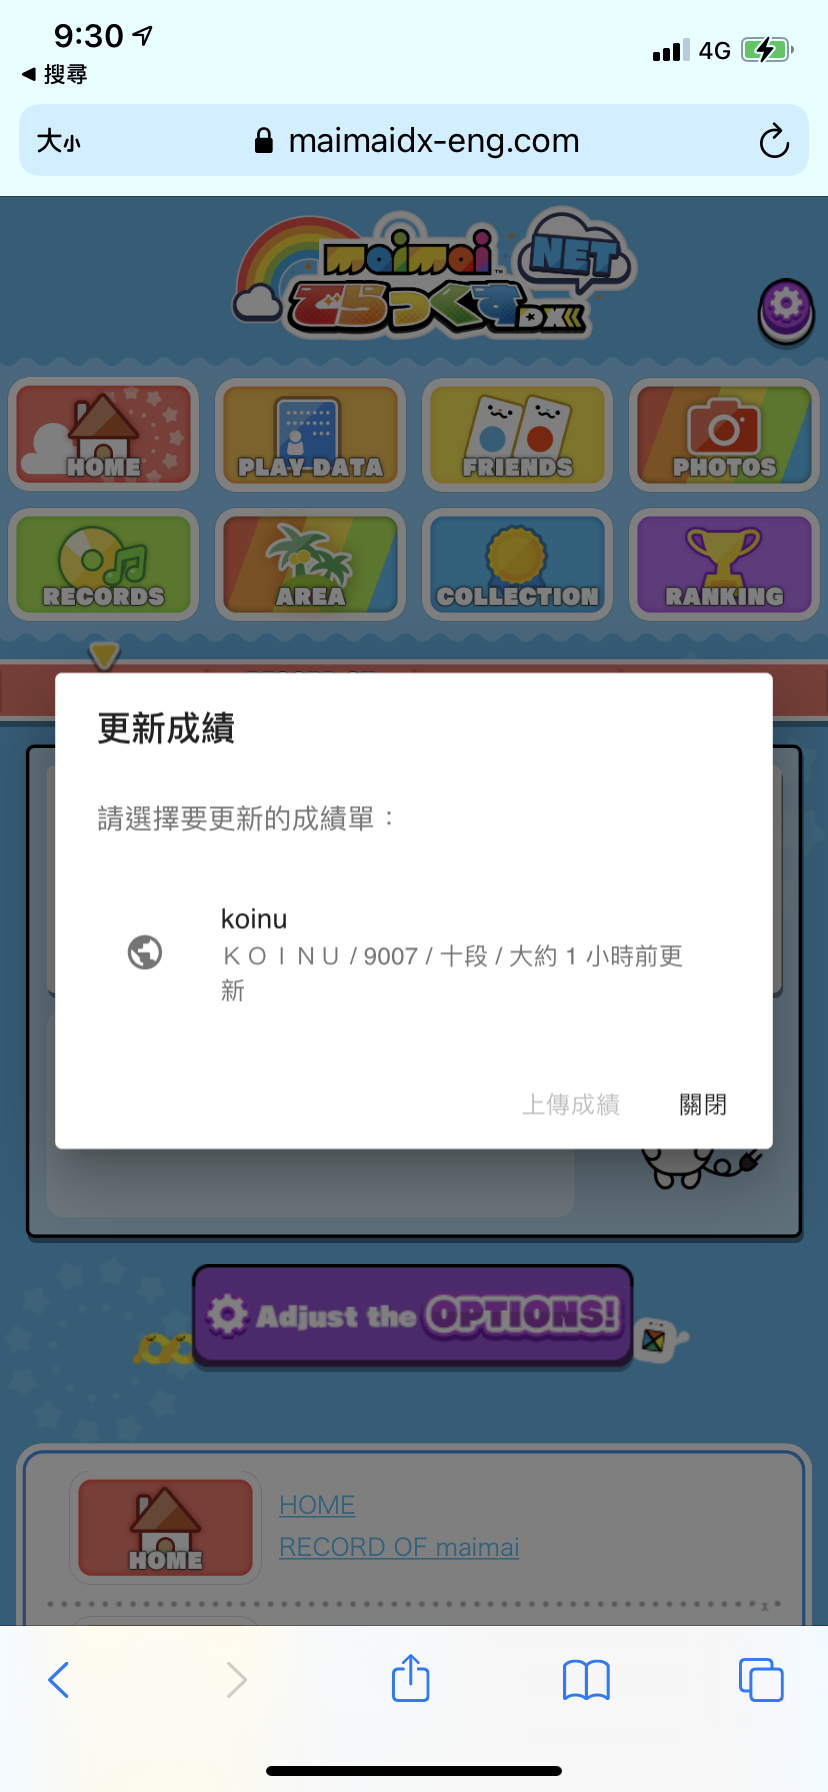 9:30
4G
搜尋
大小
maimaidx-eng.com
maimai
NET
でらっくす DX
HOME
PLAY DATA
FRIENDS
PHOTOS
RECORDS
AREA
COLLECTION
RANKING
更新成績
請選擇要更新的成績單：
koinu
ＫＯＩＮＵ / 9007 / 十段 / 大約 1 小時前更
新
上傳成績
關閉
Adjust the OPTIONS!
HOME
HOME
RECORD OF maimai